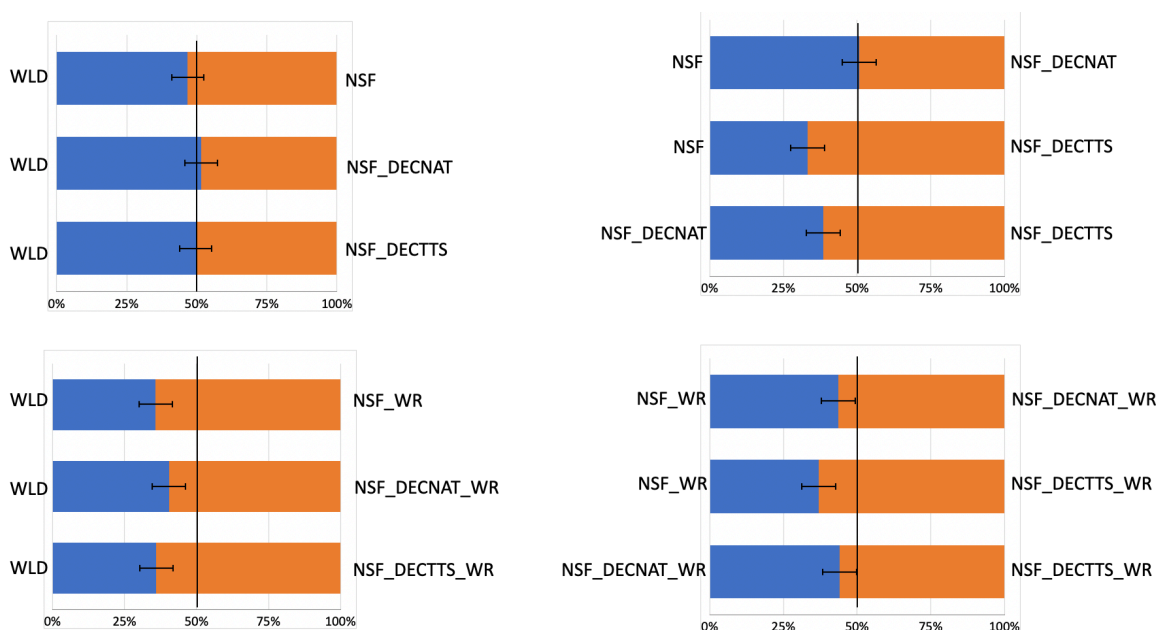 WLD NSF
WLD NSF_DECNAT
WLD NSF_DECTTS
0% 25% 50% 75% 100%
NSF NSF_DECNAT
NSF NSF_DECTTS
NSF_DECNAT NSF_DECTTS
0% 25% 50% 75% 100%
WLD NSF_WR
WLD NSF_DECNAT_WR
WLD NSF_DECTTS_WR
0% 25% 50% 75% 100%
NSF_WR NSF_DECNAT_WR
NSF_WR NSF_DECTTS_WR
NSF_DECNAT_WR NSF_DECTTS_WR
0% 25% 50% 75% 100%